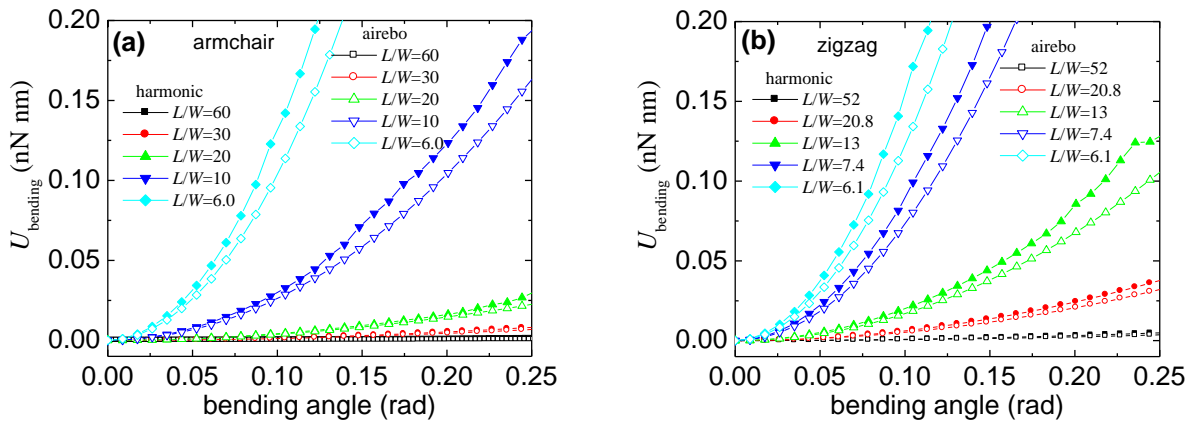 (a)
armchair
airebo
L/W=60
L/W=30
L/W=20
L/W=10
L/W=6.0
harmonic
L/W=60
L/W=30
L/W=20
L/W=10
L/W=6.0
0.20
0.15
0.10
0.05
0.00
U bending (nN nm)
0.00 0.05 0.10 0.15 0.20 0.25
bending angle (rad)
(b)
zigzag
airebo
L/W=52
L/W=20.8
L/W=13
L/W=7.4
L/W=6.1
harmonic
L/W=52
L/W=20.8
L/W=13
L/W=7.4
L/W=6.1
0.20
0.15
0.10
0.05
0.00
U bending (nN nm)
0.00 0.05 0.10 0.15 0.20 0.25
bending angle (rad)